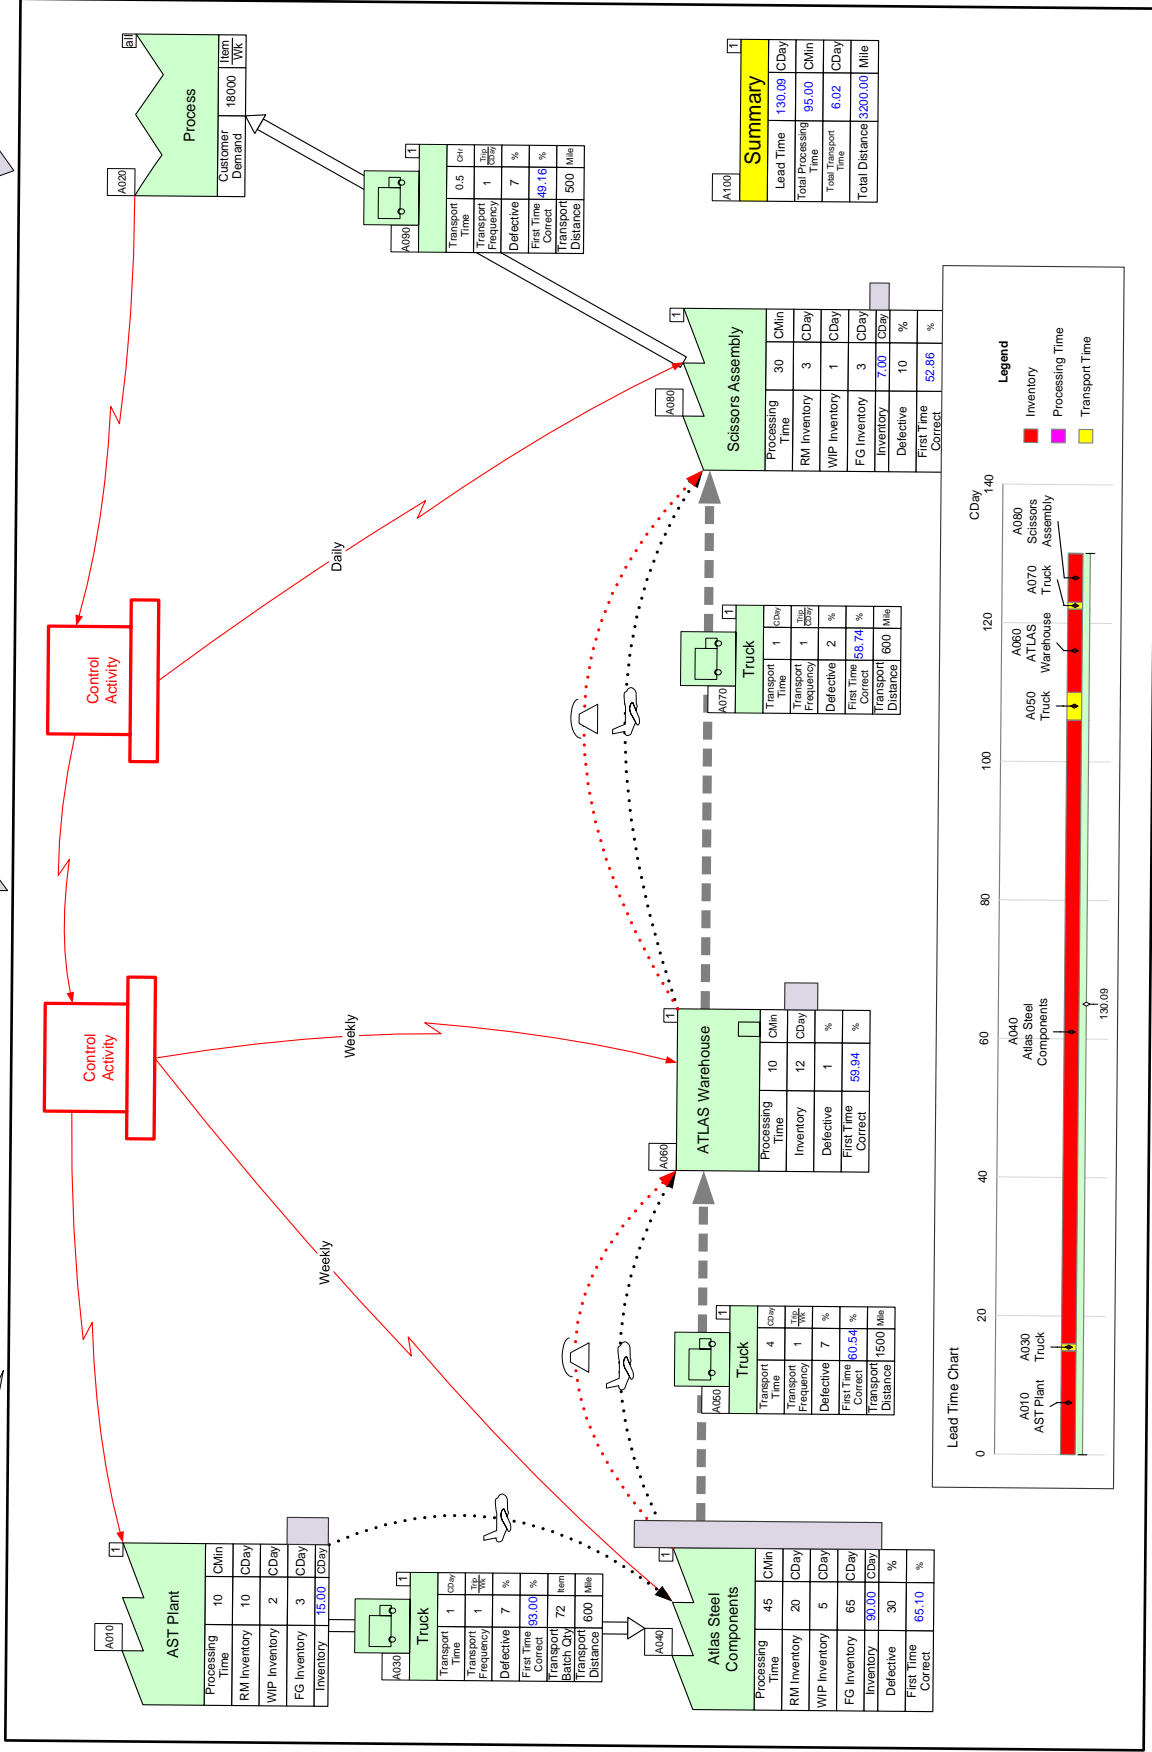 Control
Activity
Control
Activity
all
A020
Process
Customer
Demand
18000
Item
Wk
1
A010
AST Plant
Processing
Time
10
CMin
RM Inventory
10
CDay
WIP Inventory
2
CDay
FG Inventory
3
CDay
Inventory
15.00
CDay
Weekly
Weekly
Daily
1
A030
Truck
Transport
Time
1
CDay
Transport
Frequency
1
Trip
Wk
Defective
7
%
First Time
Correct
93.00
%
Transport
Batch Qty
72
Item
Transport
Distance
600
Mile
1
A090
Transport
Time
0.5
CHr
Transport
Frequency
1
Trip
CDay
Defective
7
%
First Time
Correct
49.16
%
Transport
Distance
500
Mile
1
A040
Atlas Steel
Components
Processing
Time
45
CMin
RM Inventory
20
CDay
WIP Inventory
5
CDay
FG Inventory
65
CDay
Inventory
90.00
CDay
Defective
30
%
First Time
Correct
65.10
%
1
A050
Truck
Transport
Time
4
CDay
Transport
Frequency
1
Trip
Wk
Defective
7
%
First Time
Correct
60.54
%
Transport
Distance
1500
Mile
1
A060
ATLAS Warehouse
Processing
Time
10
CMin
Inventory
12
CDay
Defective
1
%
First Time
Correct
59.94
%
1
A070
Truck
Transport
Time
1
CDay
Transport
Frequency
1
Trip
CDay
Defective
2
%
First Time
Correct
58.74
%
Transport
Distance
600
Mile
1
A080
Scissors Assembly
Processing
Time
30
CMin
RM Inventory
3
CDay
WIP Inventory
1
CDay
FG Inventory
3
CDay
Inventory
7.00
CDay
Defective
10
%
First Time
Correct
52.86
%
1
A100
Summary
Lead Time
130.09
CDay
Total Processing
Time
95.00
CMin
Total Transport
Time
6.02
CDay
Total Distance
3200.00
Mile
Lead Time Chart
CDay
0
20
40
60
80
100
120
140
A010
AST Plant
A030
Truck
A040
Atlas Steel
Components
A050
Truck
A060
ATLAS
Warehouse
A070
Truck
A080
Scissors
Assembly
130.09
Legend
Inventory
Processing Time
Transport Time